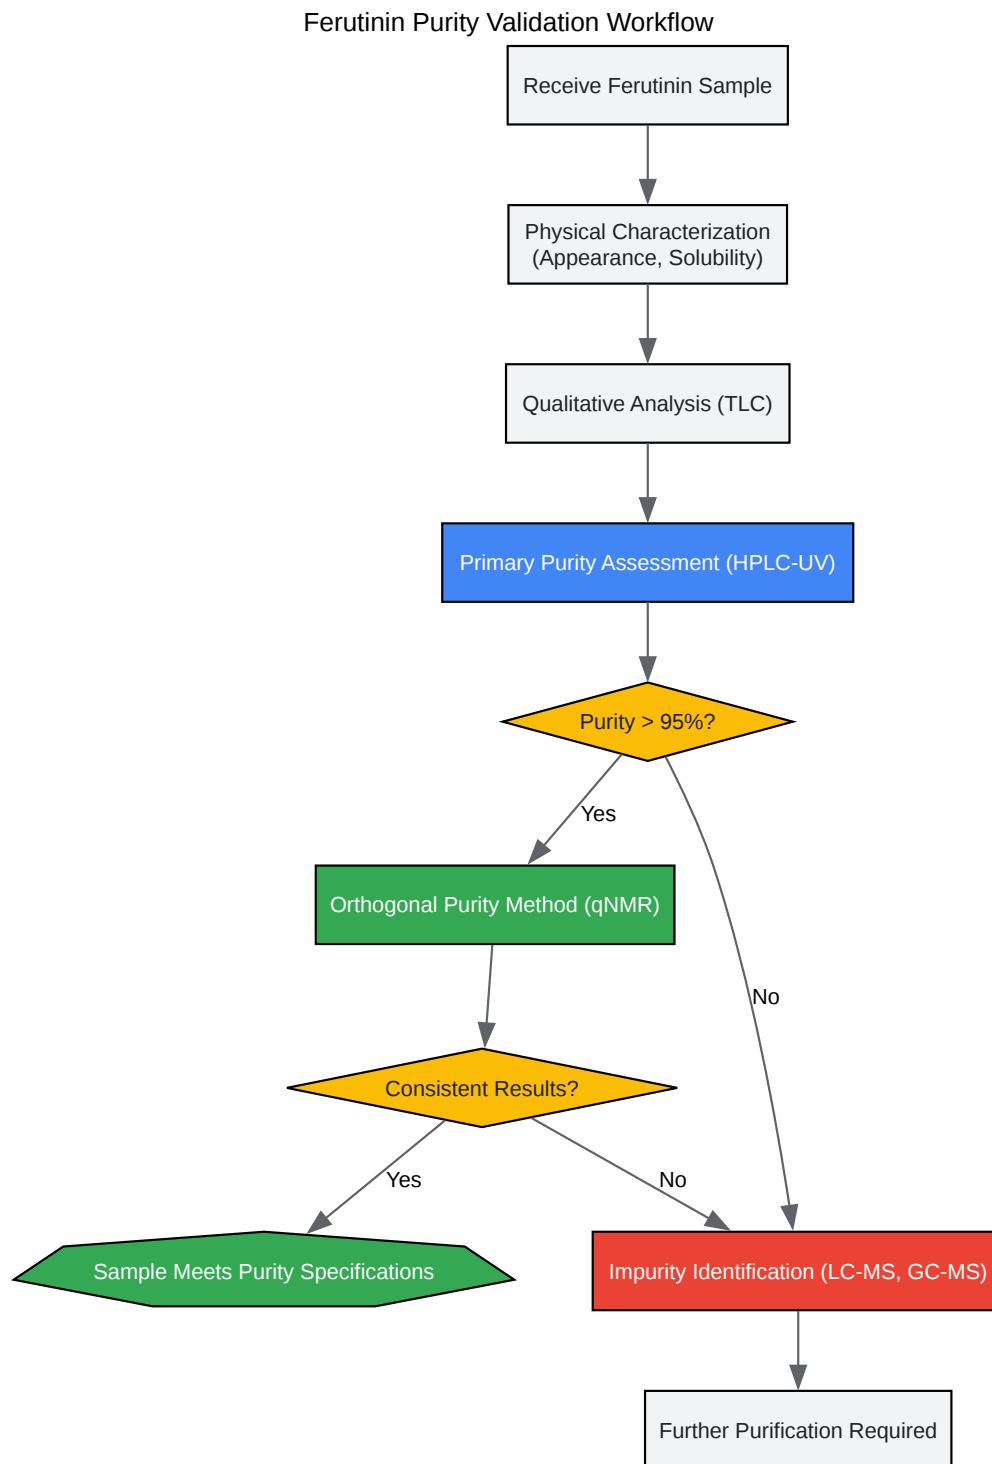 Ferutinin Purity Validation Workflow
Receive Ferutinin Sample
Physical Characterization
(Appearance, Solubility)
Qualitative Analysis (TLC)
Primary Purity Assessment (HPLC-UV)
Purity > 95%?
Yes
Orthogonal Purity Method (qNMR)
No
Consistent Results?
Yes
No
Sample Meets Purity Specifications
Impurity Identification (LC-MS, GC-MS)
Further Purification Required